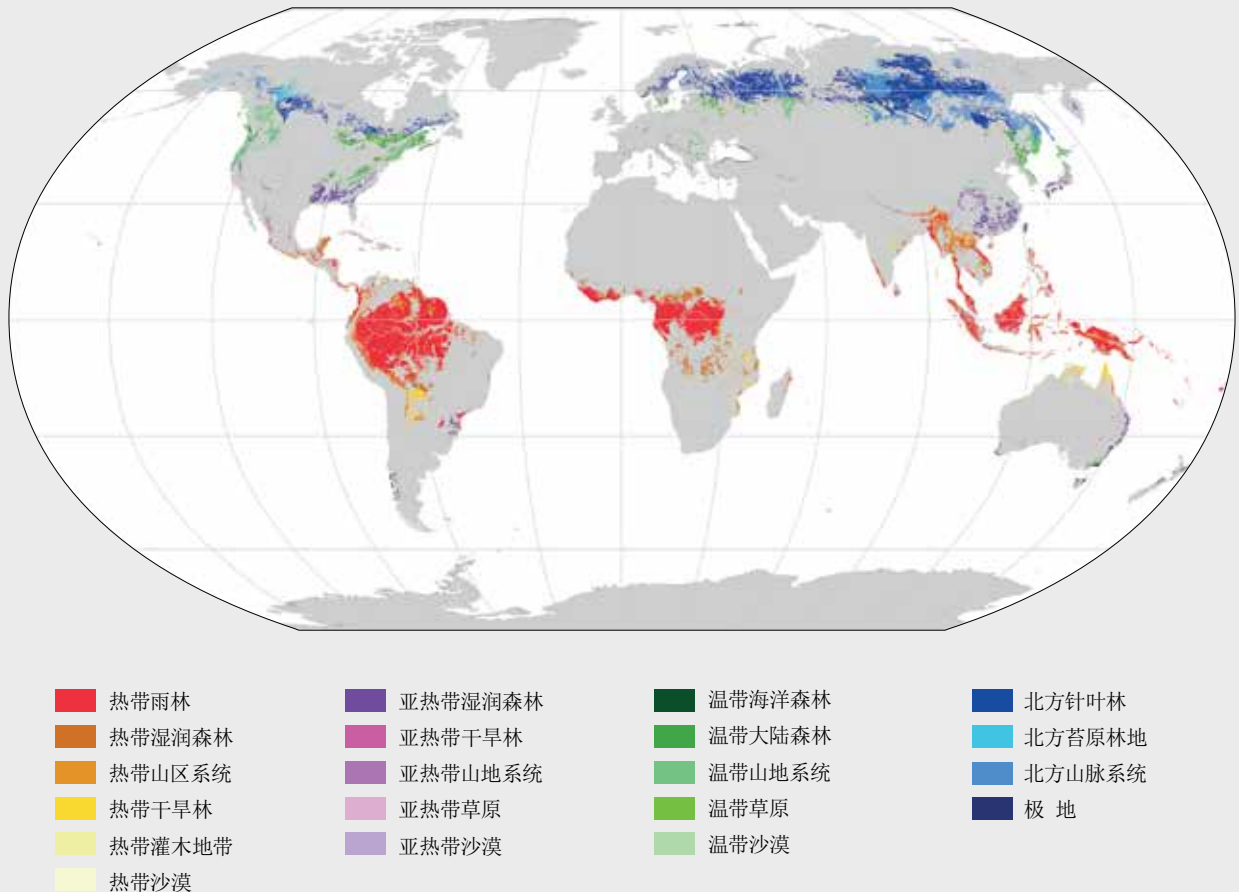 热带雨林
热带湿润森林
热带山区系统
热带干旱林
热带灌木地带
热带沙漠
亚热带湿润森林
亚热带干旱林
亚热带山地系统
亚热带草原
亚热带沙漠
温带海洋森林
温带大陆森林
温带山地系统
温带草原
温带沙漠
北方针叶林
北方苔原林地
北方山脉系统
极 地